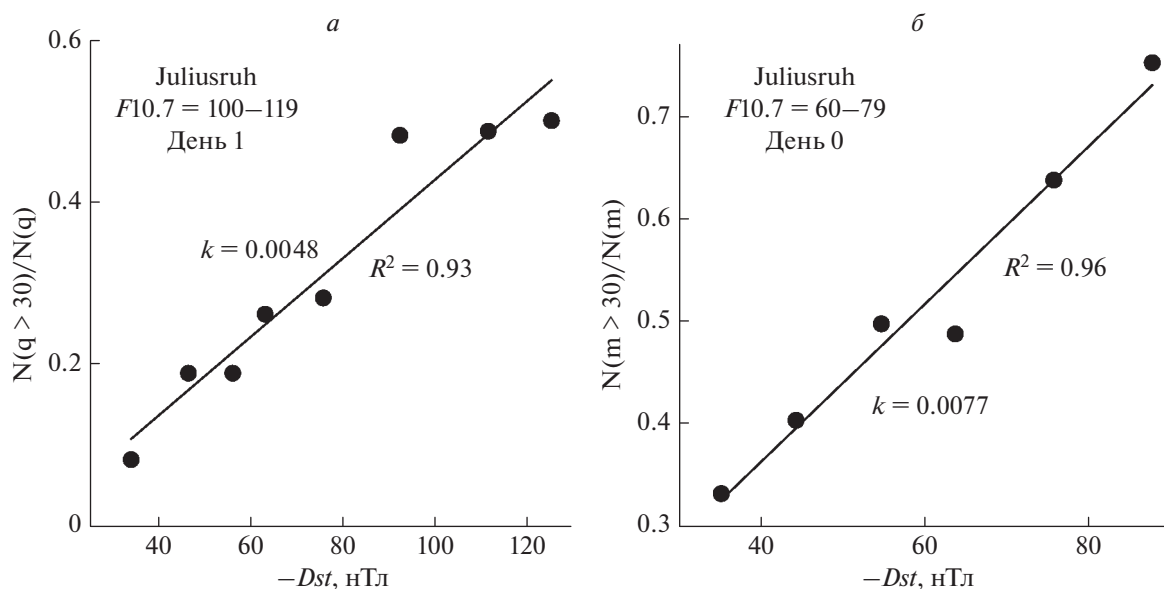 а
0.6
0.4
0.2
0
N(q > 30)/N(q)
Juliusruh
F10.7 = 100–119
День 1
k = 0.0048
R² = 0.93
40 60 80 100 120
–Dst, нТл
б
0.7
0.6
0.5
0.4
0.3
N(m > 30)/N(m)
Juliusruh
F10.7 = 60–79
День 0
R² = 0.96
k = 0.0077
40 60 80
–Dst, нТл